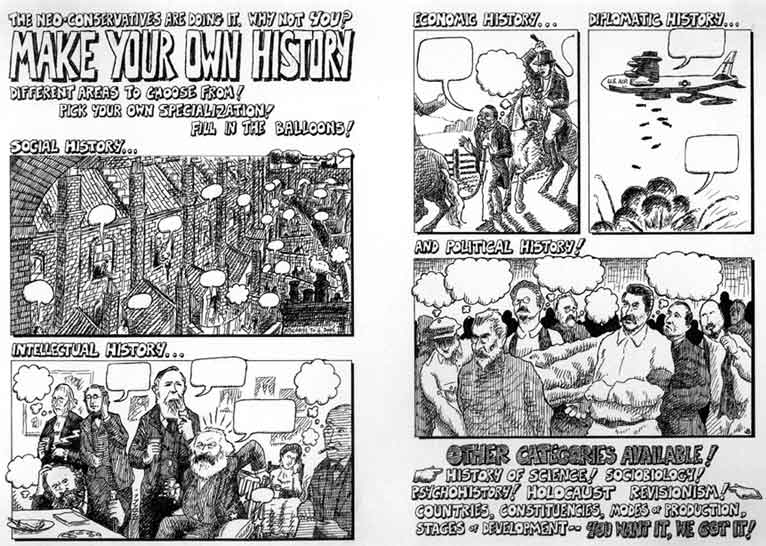 THE NEO-CONSERVATIVES ARE DOING IT, WHY NOT YOU?
MAKE YOUR OWN HISTORY
DIFFERENT AREAS TO CHOOSE FROM!
PICK YOUR OWN SPECIALIZATION!
FILL IN THE BALLOONS!
SOCIAL HISTORY...
INTELLECTUAL HISTORY...
ECONOMIC HISTORY...
DIPLOMATIC HISTORY...
U.S. AIR
AND POLITICAL HISTORY!
OTHER CATEGORIES AVAILABLE!
HISTORY OF SCIENCE! SOCIOBIOLOGY!
PSYCHOHISTORY! HOLOCAUST REVISIONISM!
COUNTRIES, CONSTITUENCIES, MODES OF PRODUCTION,
STAGES OF DEVELOPMENT-- YOU WANT IT, WE GOT IT!